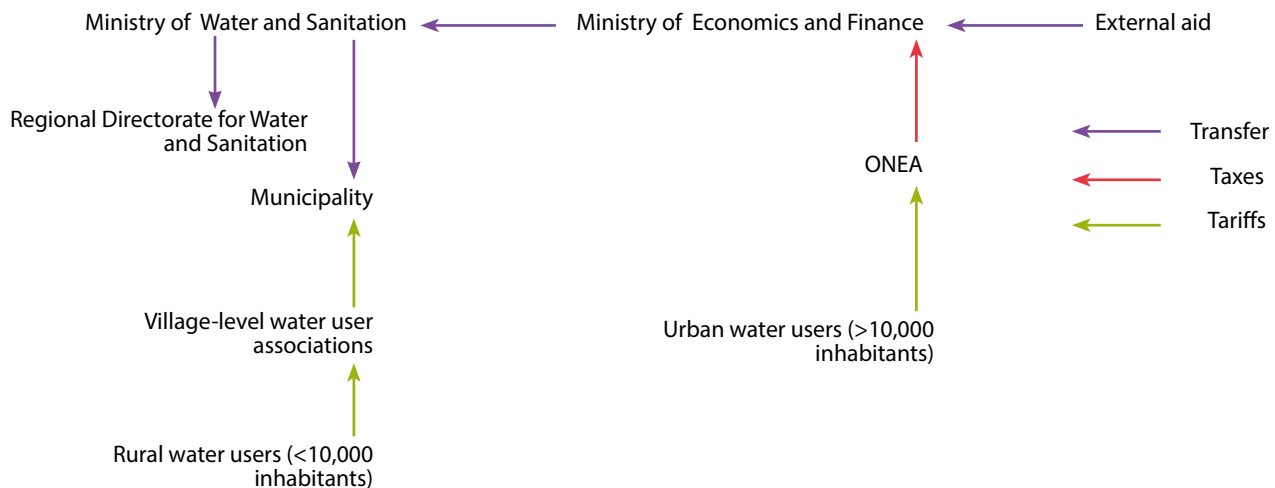 Ministry of Water and Sanitation
Ministry of Economics and Finance
External aid
Regional Directorate for Water
and Sanitation
Municipality
ONEA
Transfer
Taxes
Tariffs
Village-level water user
associations
Urban water users (>10,000
inhabitants)
Rural water users (<10,000
inhabitants)